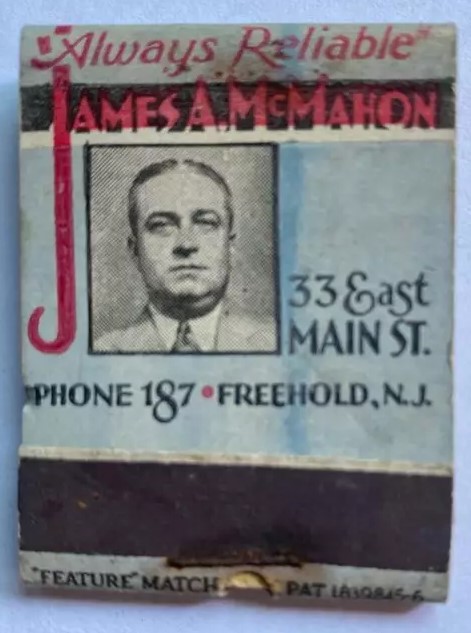 "Always Reliable"
JAMES A. McMAHON
33 East
MAIN ST.
PHONE 187 • FREEHOLD, N.J.
"FEATURE" MATCH
PAT